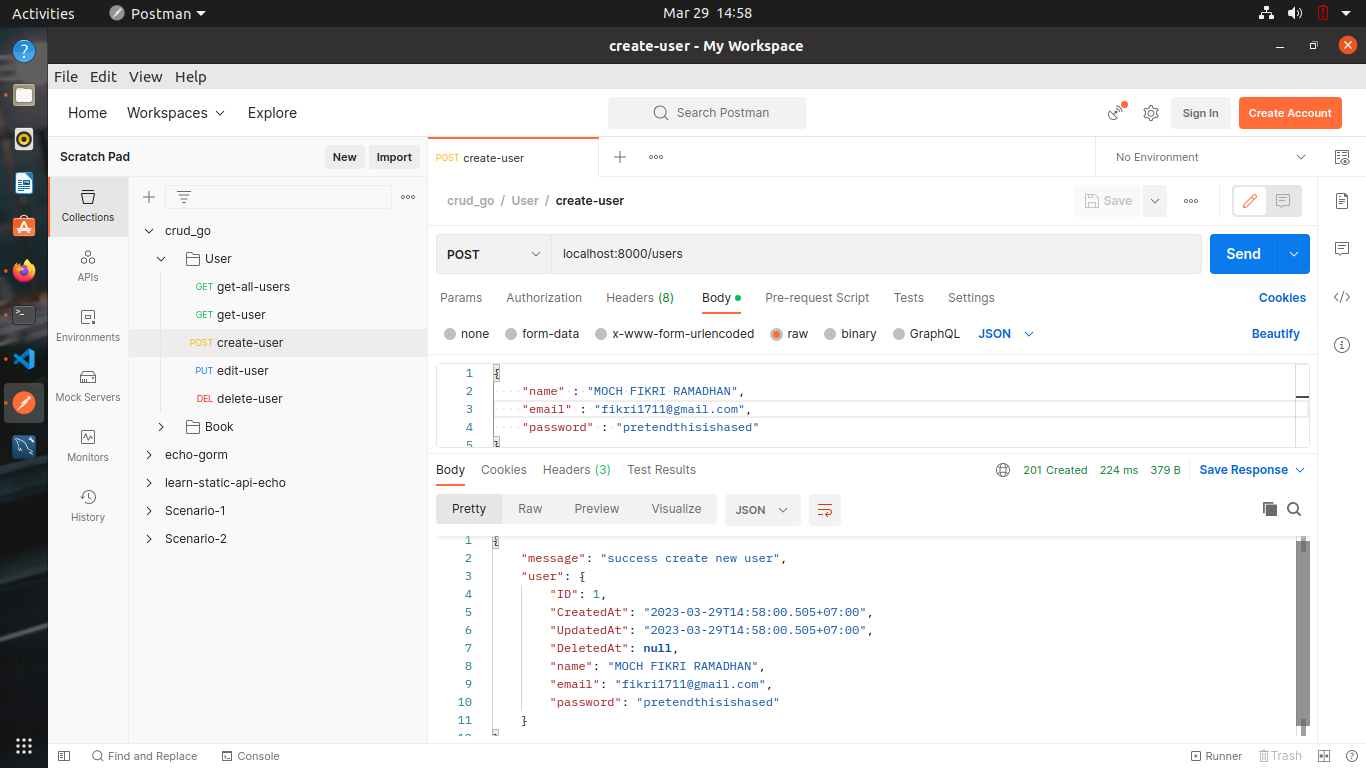 Activities Postman Mar 29 14:58
create-user - My Workspace
File Edit View Help
Home Workspaces Explore Search Postman Sign In Create Account
Scratch Pad New Import POST create-user No Environment
Collections
APIs
Environments
Mock Servers
Monitors
History
crud_go
User
GET get-all-users
GET get-user
POST create-user
PUT edit-user
DEL delete-user
Book
echo-gorm
learn-static-api-echo
Scenario-1
Scenario-2
crud_go / User / create-user Save
POST localhost:8000/users Send
Params Authorization Headers (8) Body Pre-request Script Tests Settings Cookies
none form-data x-www-form-urlencoded raw binary GraphQL JSON Beautify
1 {
2 "name" : "MOCH FIKRI RAMADHAN",
3 "email" : "fikri1711@gmail.com",
4 "password" : "pretendthisishased"
5 }
Body Cookies Headers (3) Test Results 201 Created 224 ms 379 B Save Response
Pretty Raw Preview Visualize JSON
1 {
2 "message": "success create new user",
3 "user": {
4 "ID": 1,
5 "CreatedAt": "2023-03-29T14:58:00.505+07:00",
6 "UpdatedAt": "2023-03-29T14:58:00.505+07:00",
7 "DeletedAt": null,
8 "name": "MOCH FIKRI RAMADHAN",
9 "email": "fikri1711@gmail.com",
10 "password": "pretendthisishased"
11 }
12 }
Find and Replace Console Runner Trash